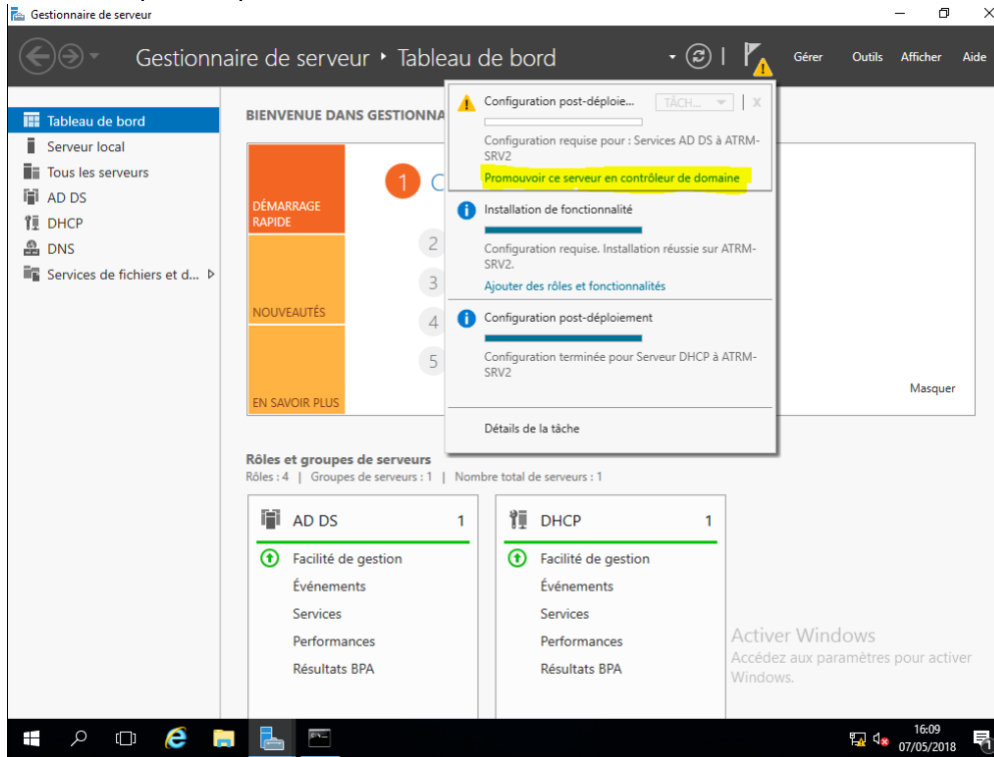 Gestionnaire de serveur
Gestionnaire de serveur • Tableau de bord
Gérer Outils Afficher Aide
Tableau de bord
Serveur local
Tous les serveurs
AD DS
DHCP
DNS
Services de fichiers et d...
BIENVENUE DANS GESTIONNA
DÉMARRAGE
RAPIDE
NOUVEAUTÉS
EN SAVOIR PLUS
1 C
2
3
4
5
Configuration post-déploie... TÂCH... X
Configuration requise pour : Services AD DS à ATRM-
SRV2
Promouvoir ce serveur en contrôleur de domaine
Installation de fonctionnalité
Configuration requise. Installation réussie sur ATRM-
SRV2.
Ajouter des rôles et fonctionnalités
Configuration post-déploiement
Configuration terminée pour Serveur DHCP à ATRM-
SRV2
Détails de la tâche
Masquer
Rôles et groupes de serveurs
Rôles : 4 | Groupes de serveurs : 1 | Nombre total de serveurs : 1
AD DS 1
Facilité de gestion
Événements
Services
Performances
Résultats BPA
DHCP 1
Facilité de gestion
Événements
Services
Performances
Résultats BPA
Activer Windows
Accédez aux paramètres pour activer
Windows.
16:09
07/05/2018
1